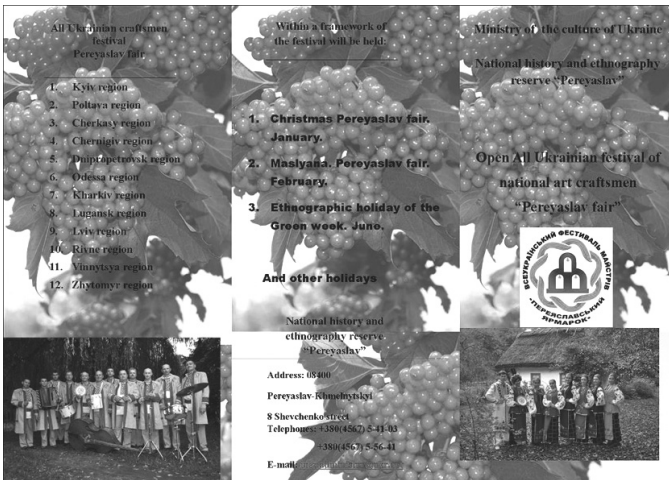 All Ukrainian craftsmen
festival
Pereyaslav fair
1. Kyiv region
2. Poltava region
3. Cherkasy region
4. Chernigiv region
5. Dnipropetrovsk region
6. Odessa region
7. Kharkiv region
8. Lugansk region
9. Lviv region
10. Rivne region
11. Vinnytsya region
12. Zhytomyr region
Within a framework of
the festival will be held:
1. Christmas Pereyaslav fair.
January.
2. Maslyana. Pereyaslav fair.
February.
3. Ethnographic holiday of the
Green week. June.
And other holidays
National history and
ethnography reserve
“Pereyaslav”
Address: 08400
Pereyaslav-Khmelnytskyi
8 Shevchenko street
Telephones: +380(4567) 5-41-03
+380(4567) 5-56-41
E-mail:
Ministry of the culture of Ukraine
National history and ethnography
reserve “Pereyaslav”
Open All Ukrainian festival of
national art craftsmen
“Pereyaslav fair”
ВСЕУКРАЇНСЬКИЙ ФЕСТИВАЛЬ МАЙСТРІВ
•ПЕРЕЯСЛАВСЬКИЙ
ЯРМАРОК•